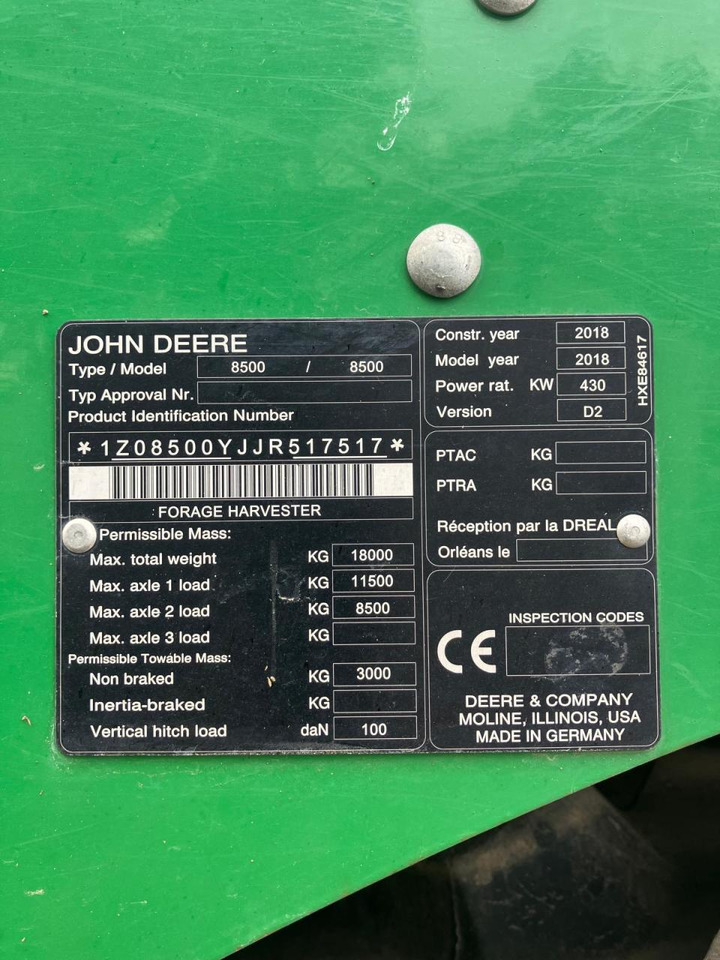 JOHN DEERE
Type / Model 8500 / 8500
Typ Approval Nr.
Product Identification Number
*1Z08500YJJR517517*
FORAGE HARVESTER
Permissible Mass:
Max. total weight KG 18000
Max. axle 1 load KG 11500
Max. axle 2 load KG 8500
Max. axle 3 load KG
Permissible Towable Mass:
Non braked KG 3000
Inertia-braked KG
Vertical hitch load daN 100
Constr. year 2018
Model year 2018
Power rat. KW 430
Version D2
HXE84617
PTAC KG
PTRA KG
Réception par la DREAL
Orléans le
INSPECTION CODES
CE
DEERE & COMPANY
MOLINE, ILLINOIS, USA
MADE IN GERMANY